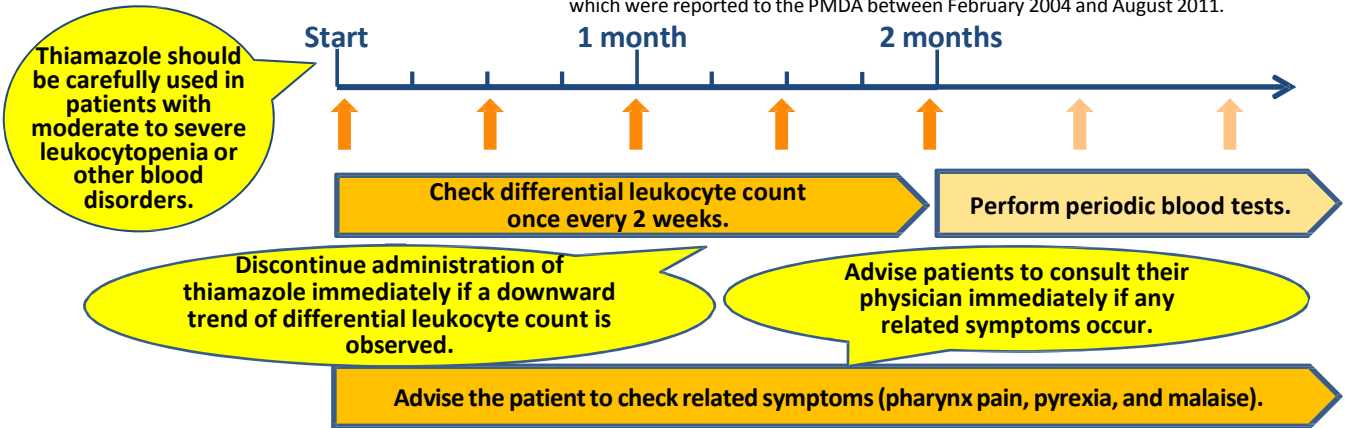 which were reported to the PMDA between February 2004 and August 2011.
Start
1 month
2 months
Thiamazole should
be carefully used in
patients with
moderate to severe
leukocytopenia or
other blood
disorders.
Check differential leukocyte count
once every 2 weeks.
Perform periodic blood tests.
Discontinue administration of
thiamazole immediately if a downward
trend of differential leukocyte count is
observed.
Advise patients to consult their
physician immediately if any
related symptoms occur.
Advise the patient to check related symptoms (pharynx pain, pyrexia, and malaise).